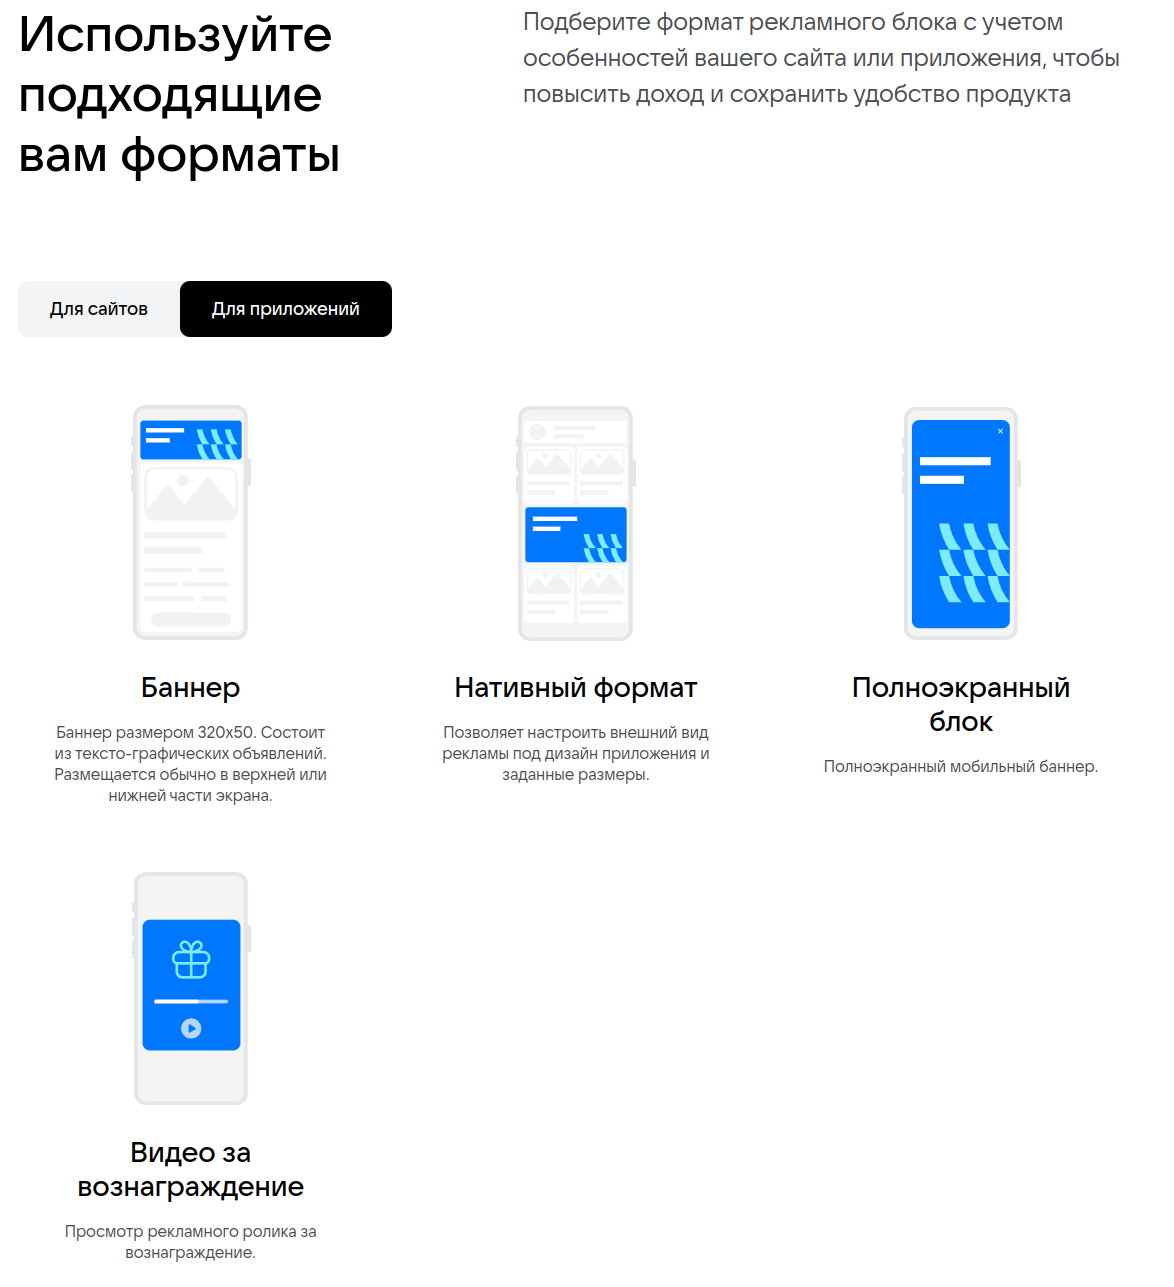 Используйте
подходящие
вам форматы
Подберите формат рекламного блока с учетом
особенностей вашего сайта или приложения, чтобы
повысить доход и сохранить удобство продукта
Для сайтов
Для приложений
Баннер
Баннер размером 320x50. Состоит
из тексто-графических объявлений.
Размещается обычно в верхней или
нижней части экрана.
Нативный формат
Позволяет настроить внешний вид
рекламы под дизайн приложения и
заданные размеры.
Полноэкранный
блок
Полноэкранный мобильный баннер.
Видео за
вознаграждение
Просмотр рекламного ролика за
вознаграждение.